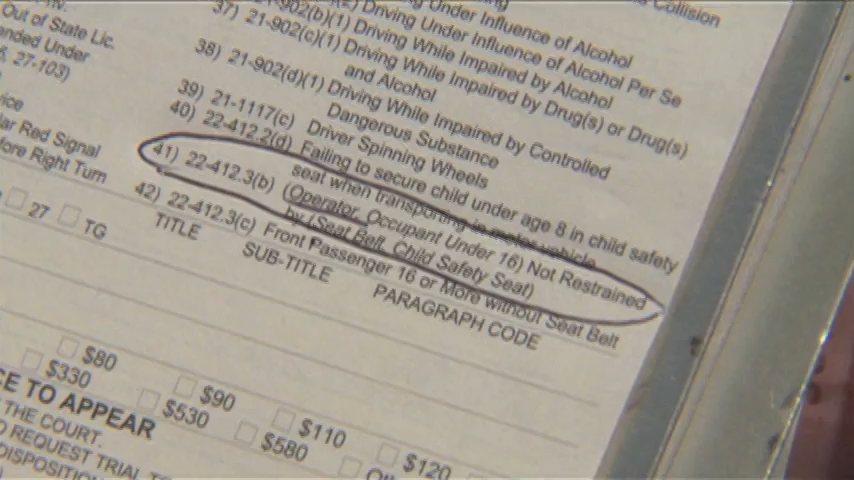 Out of State Lic.
ended Under
27-103)
vice
lar Red Signal
fore Right Turn
27 TG
Collision
Driving Under Influence of Alcohol
21-902(b)(1) Driving Under Influence of Alcohol Per Se
37) 21-902(c)(1) Driving While Impaired by Alcohol
Driving While Impaired by Drug(s) or Drug(s)
and Alcohol
38) 21-902(d)(1) Driving While Impaired by Controlled
Dangerous Substance
39) 21-1117(c) Driver Spinning Wheels
40) 22-412.2(d) Failing to secure child under age 8 in child safety
seat when transporting in motor vehicle
41) 22-412.3(b) (Operator, Occupant Under 16) Not Restrained
by (Seat Belt, Child Safety Seat)
42) 22-412.3(c) Front Passenger 16 or More without Seat Belt
TITLE SUB-TITLE PARAGRAPH CODE
$80 $90 $110 $120
$330 $530 $580
CE TO APPEAR
THE COURT.
REQUEST TRIAL
DISPOSITION